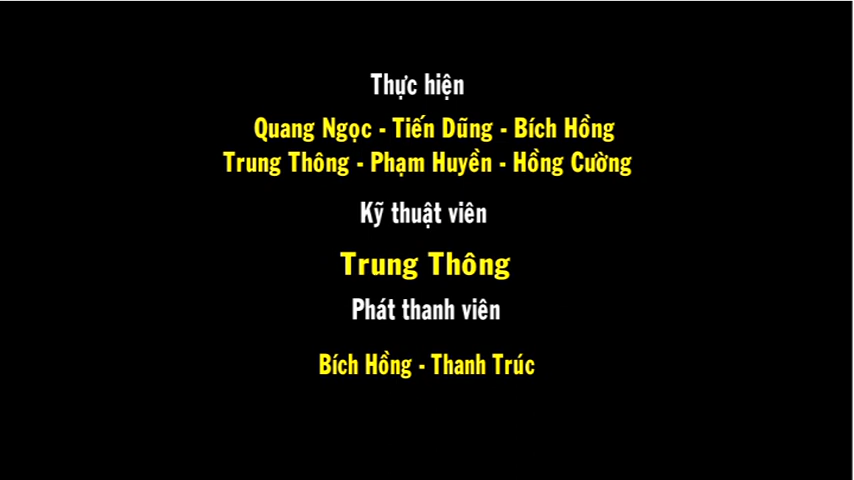 Thực hiện
Quang Ngọc - Tiến Dũng - Bích Hồng
Trung Thông - Phạm Huyền - Hồng Cường
Kỹ thuật viên
Trung Thông
Phát thanh viên
Bích Hồng - Thanh Trúc